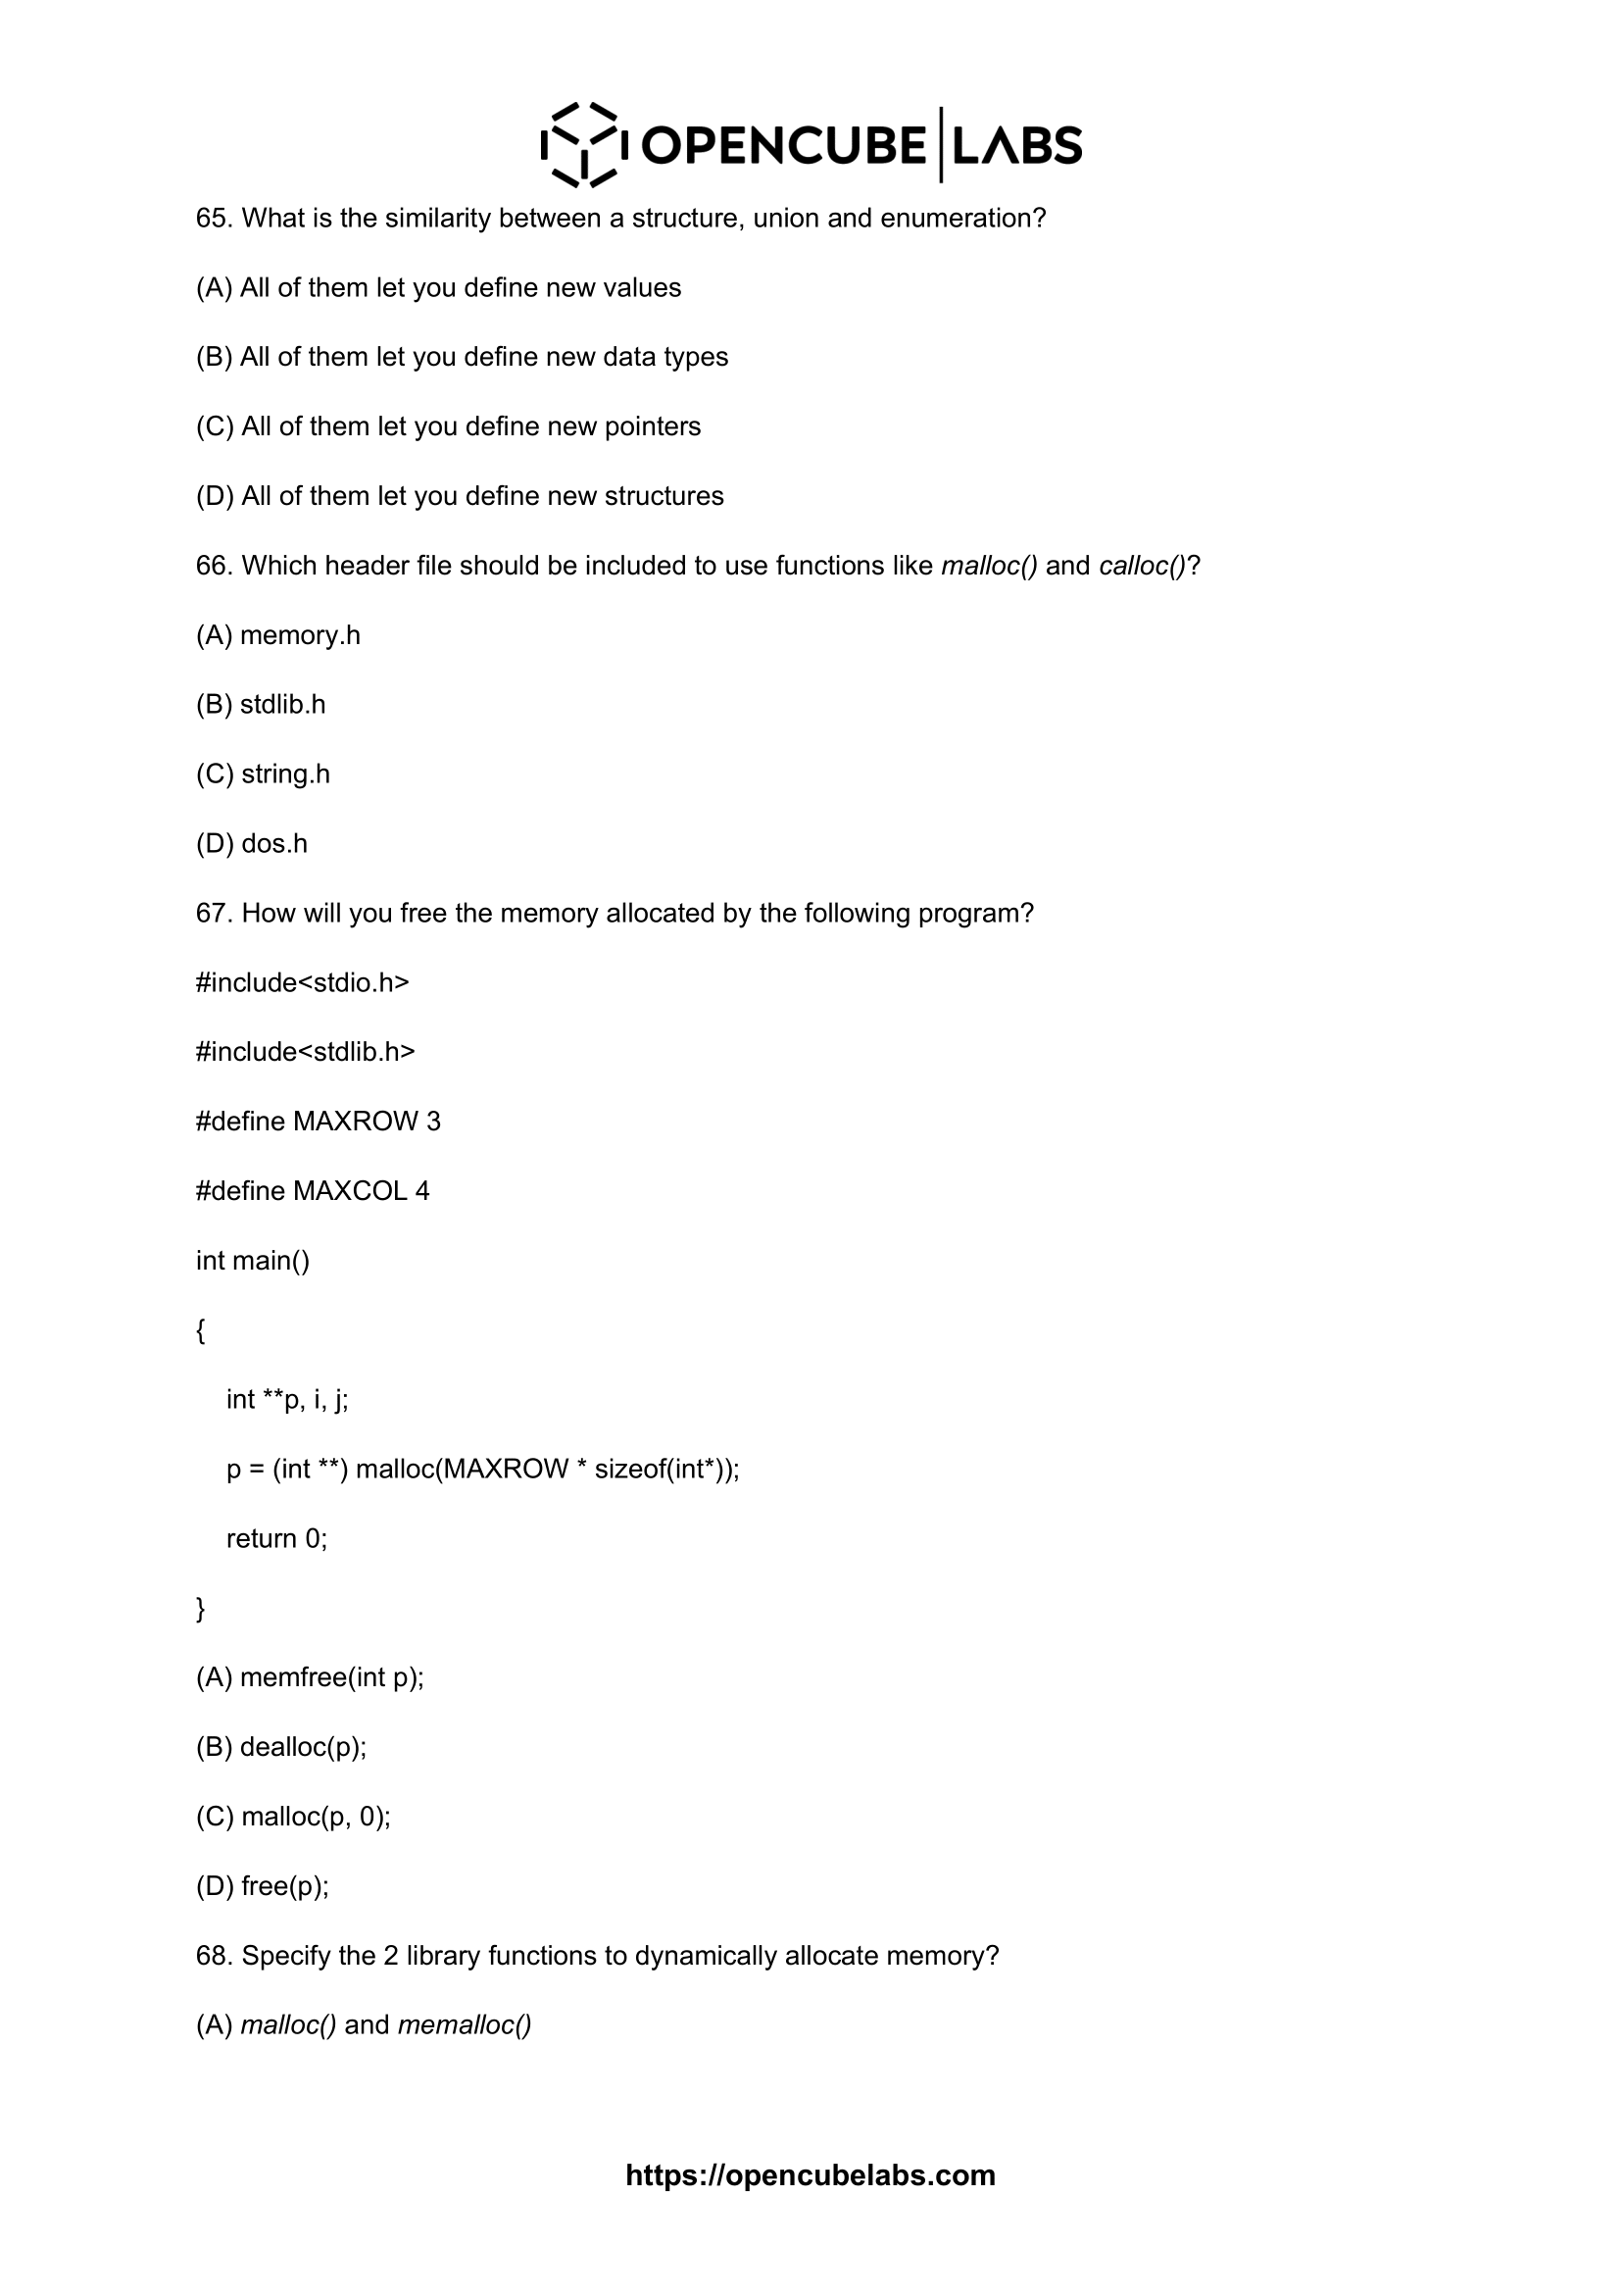 OPENCUBE LABS
65. What is the similarity between a structure, union and enumeration?
(A) All of them let you define new values
(B) All of them let you define new data types
(C) All of them let you define new pointers
(D) All of them let you define new structures
66. Which header file should be included to use functions like malloc() and calloc()?
(A) memory.h
(B) stdlib.h
(C) string.h
(D) dos.h
67. How will you free the memory allocated by the following program?
#include<stdio.h>
#include<stdlib.h>
#define MAXROW 3
#define MAXCOL 4
int main()
{
int **p, i, j;
p = (int **) malloc(MAXROW * sizeof(int*));
return 0;
}
(A) memfree(int p);
(B) dealloc(p);
(C) malloc(p, 0);
(D) free(p);
68. Specify the 2 library functions to dynamically allocate memory?
(A) malloc() and memalloc()
https://opencubelabs.com